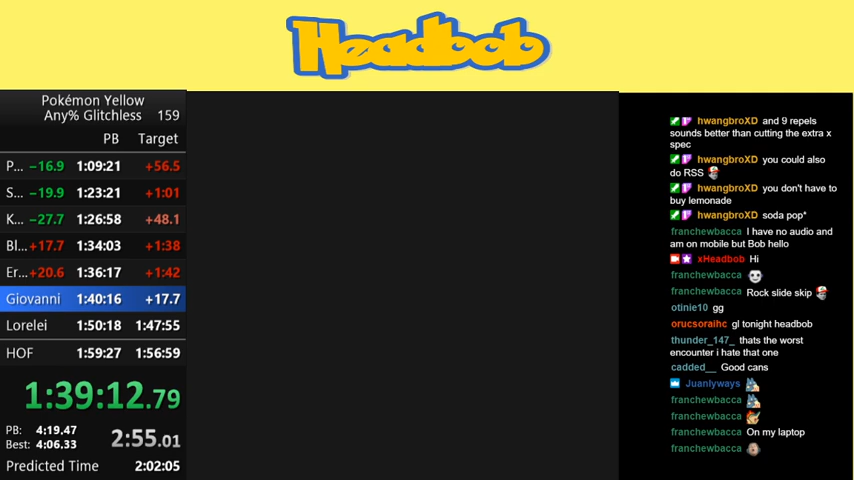 Headbob
Pokémon Yellow
Any% Glitchless 159
PB Target
P... −16.9 1:09:21 +56.5
S... −19.9 1:23:21 +1:01
K... −27.7 1:26:58 +48.1
Bl... +17.7 1:34:03 +1:38
Er... +20.6 1:36:17 +1:42
Giovanni 1:40:16 +17.7
Lorelei 1:50:18 1:47:55
HOF 1:59:27 1:56:59
1:39:12.79
PB: 4:19.47
Best: 4:06.33
2:55.01
Predicted Time 2:02:05
hwangbroXD and 9 repels
sounds better than cutting the extra x
spec
hwangbroXD you could also
do RSS
hwangbroXD you don't have to
buy lemonade
hwangbroXD soda pop*
franchewbacca I have no audio and
am on mobile but Bob hello
xHeadbob Hi
franchewbacca
franchewbacca Rock slide skip
otinie10 gg
orucsoraihc gl tonight headbob
thunder_147_ thats the worst
encounter i hate that one
cadded__ Good cans
Juanlyways
franchewbacca
franchewbacca
franchewbacca On my laptop
franchewbacca